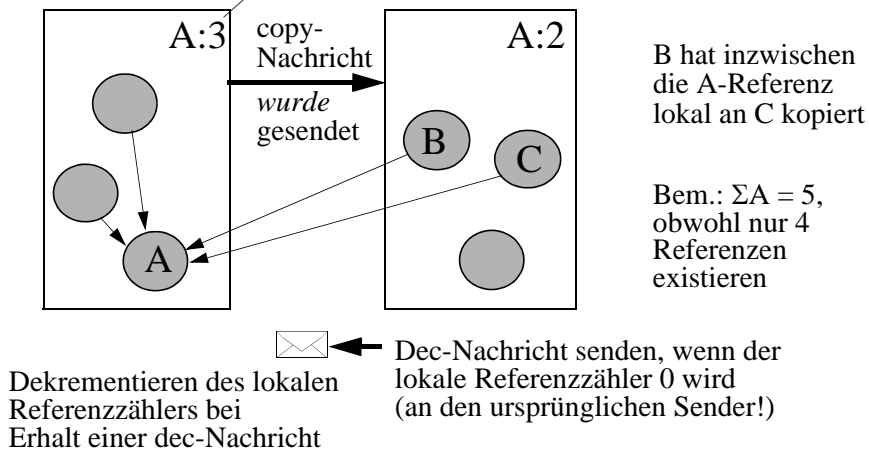 A:3
copy-
Nachricht
wurde
gesendet
A:2
B hat inzwischen
die A-Referenz
lokal an C kopiert
B
C
A
Bem.: ΣA = 5,
obwohl nur 4
Referenzen
existieren
Dec-Nachricht senden, wenn der
lokale Referenzzähler 0 wird
(an den ursprünglichen Sender!)
Dekrementieren des lokalen
Referenzzählers bei
Erhalt einer dec-Nachricht